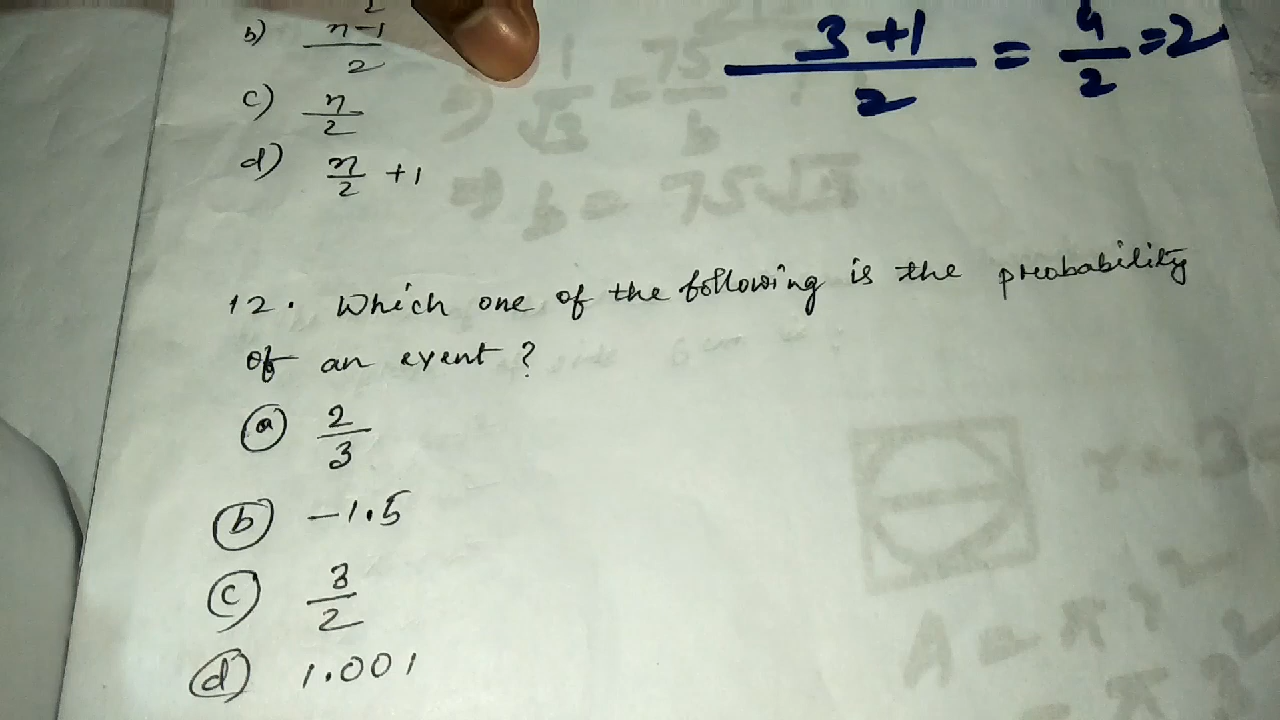 b) n-1/2
3+1/2 = 4/2 = 2
c) n/2
d) n/2 +1
12. Which one of the following is the probability
of an event ?
(a) 2/3
(b) -1.5
(c) 3/2
(d) 1.001